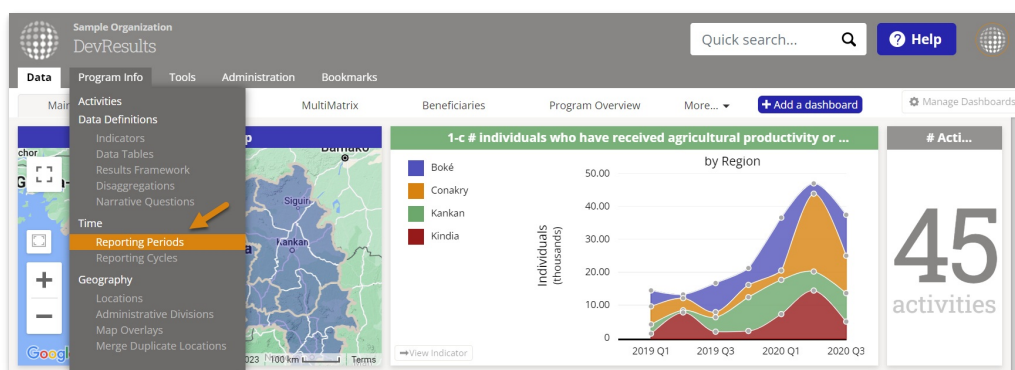 Sample Organization
DevResults
Quick search...
? Help
Data Program Info Tools Administration Bookmarks
MultiMatrix Beneficiaries Program Overview More... + Add a dashboard Manage Dashboards
Activities
Data Definitions
Indicators
Data Tables
Results Framework
Disaggregations
Narrative Questions
Time
Reporting Periods
Reporting Cycles
Geography
Locations
Administrative Divisions
Map Overlays
Merge Duplicate Locations
Siguiri
Kankan
100 km
Terms
1-c # individuals who have received agricultural productivity or ...
by Region
Boké
Conakry
Kankan
Kindia
Individuals
(thousands)
50.00
40.00
30.00
20.00
10.00
0
2019 Q1 2019 Q3 2020 Q1 2020 Q3
View Indicator
# Acti...
45
activities